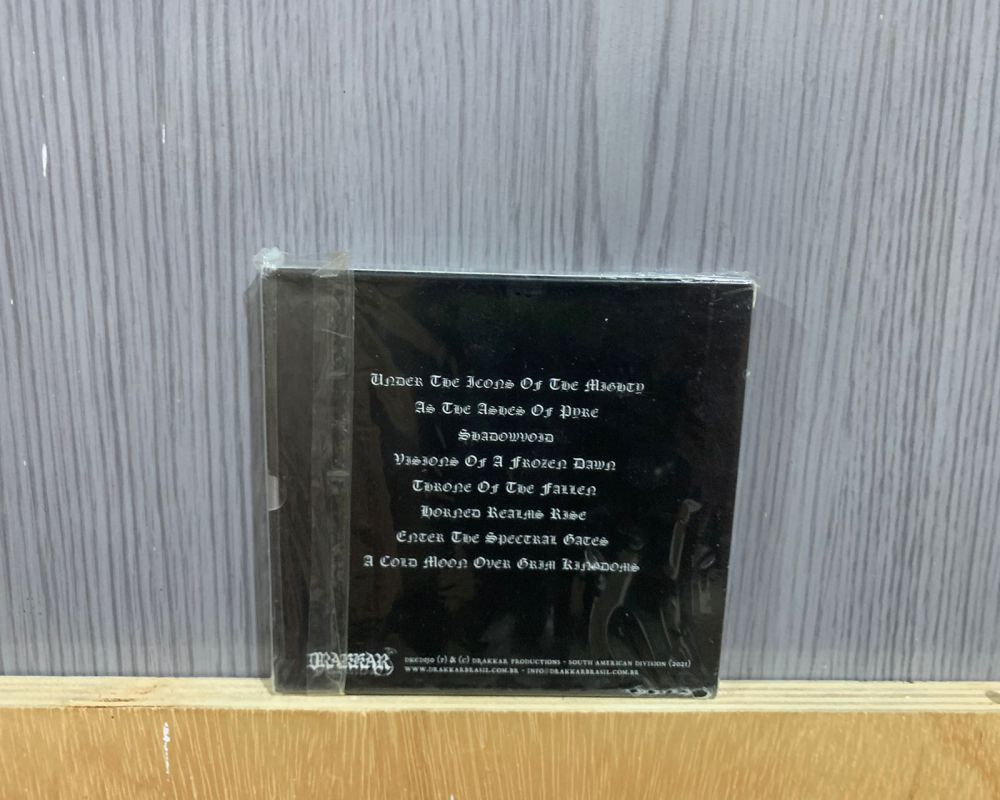 Under The Icons Of The Mighty
As The Ashes Of Pyre
Shadowvoid
Visions Of A Frozen Dawn
Throne Of The Fallen
Horned Realms Rise
Enter The Spectral Gates
A Cold Moon Over Grim Kingdoms
DRAKKAR
(P) & (C) DRAKKAR PRODUCTIONS - SOUTH AMERICAN DIVISION (2021)
WWW.DRAKKARBRASIL.COM.BR - INFO@DRAKKARBRASIL.COM.BR